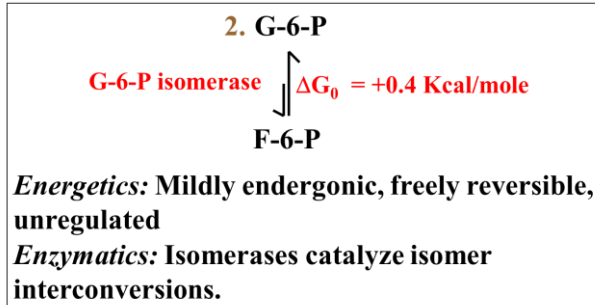 2. G-6-P
G-6-P isomerase ΔG₀ = +0.4 Kcal/mole
F-6-P
Energetics: Mildly endergonic, freely reversible,
unregulated
Enzymatics: Isomerases catalyze isomer
interconversions.